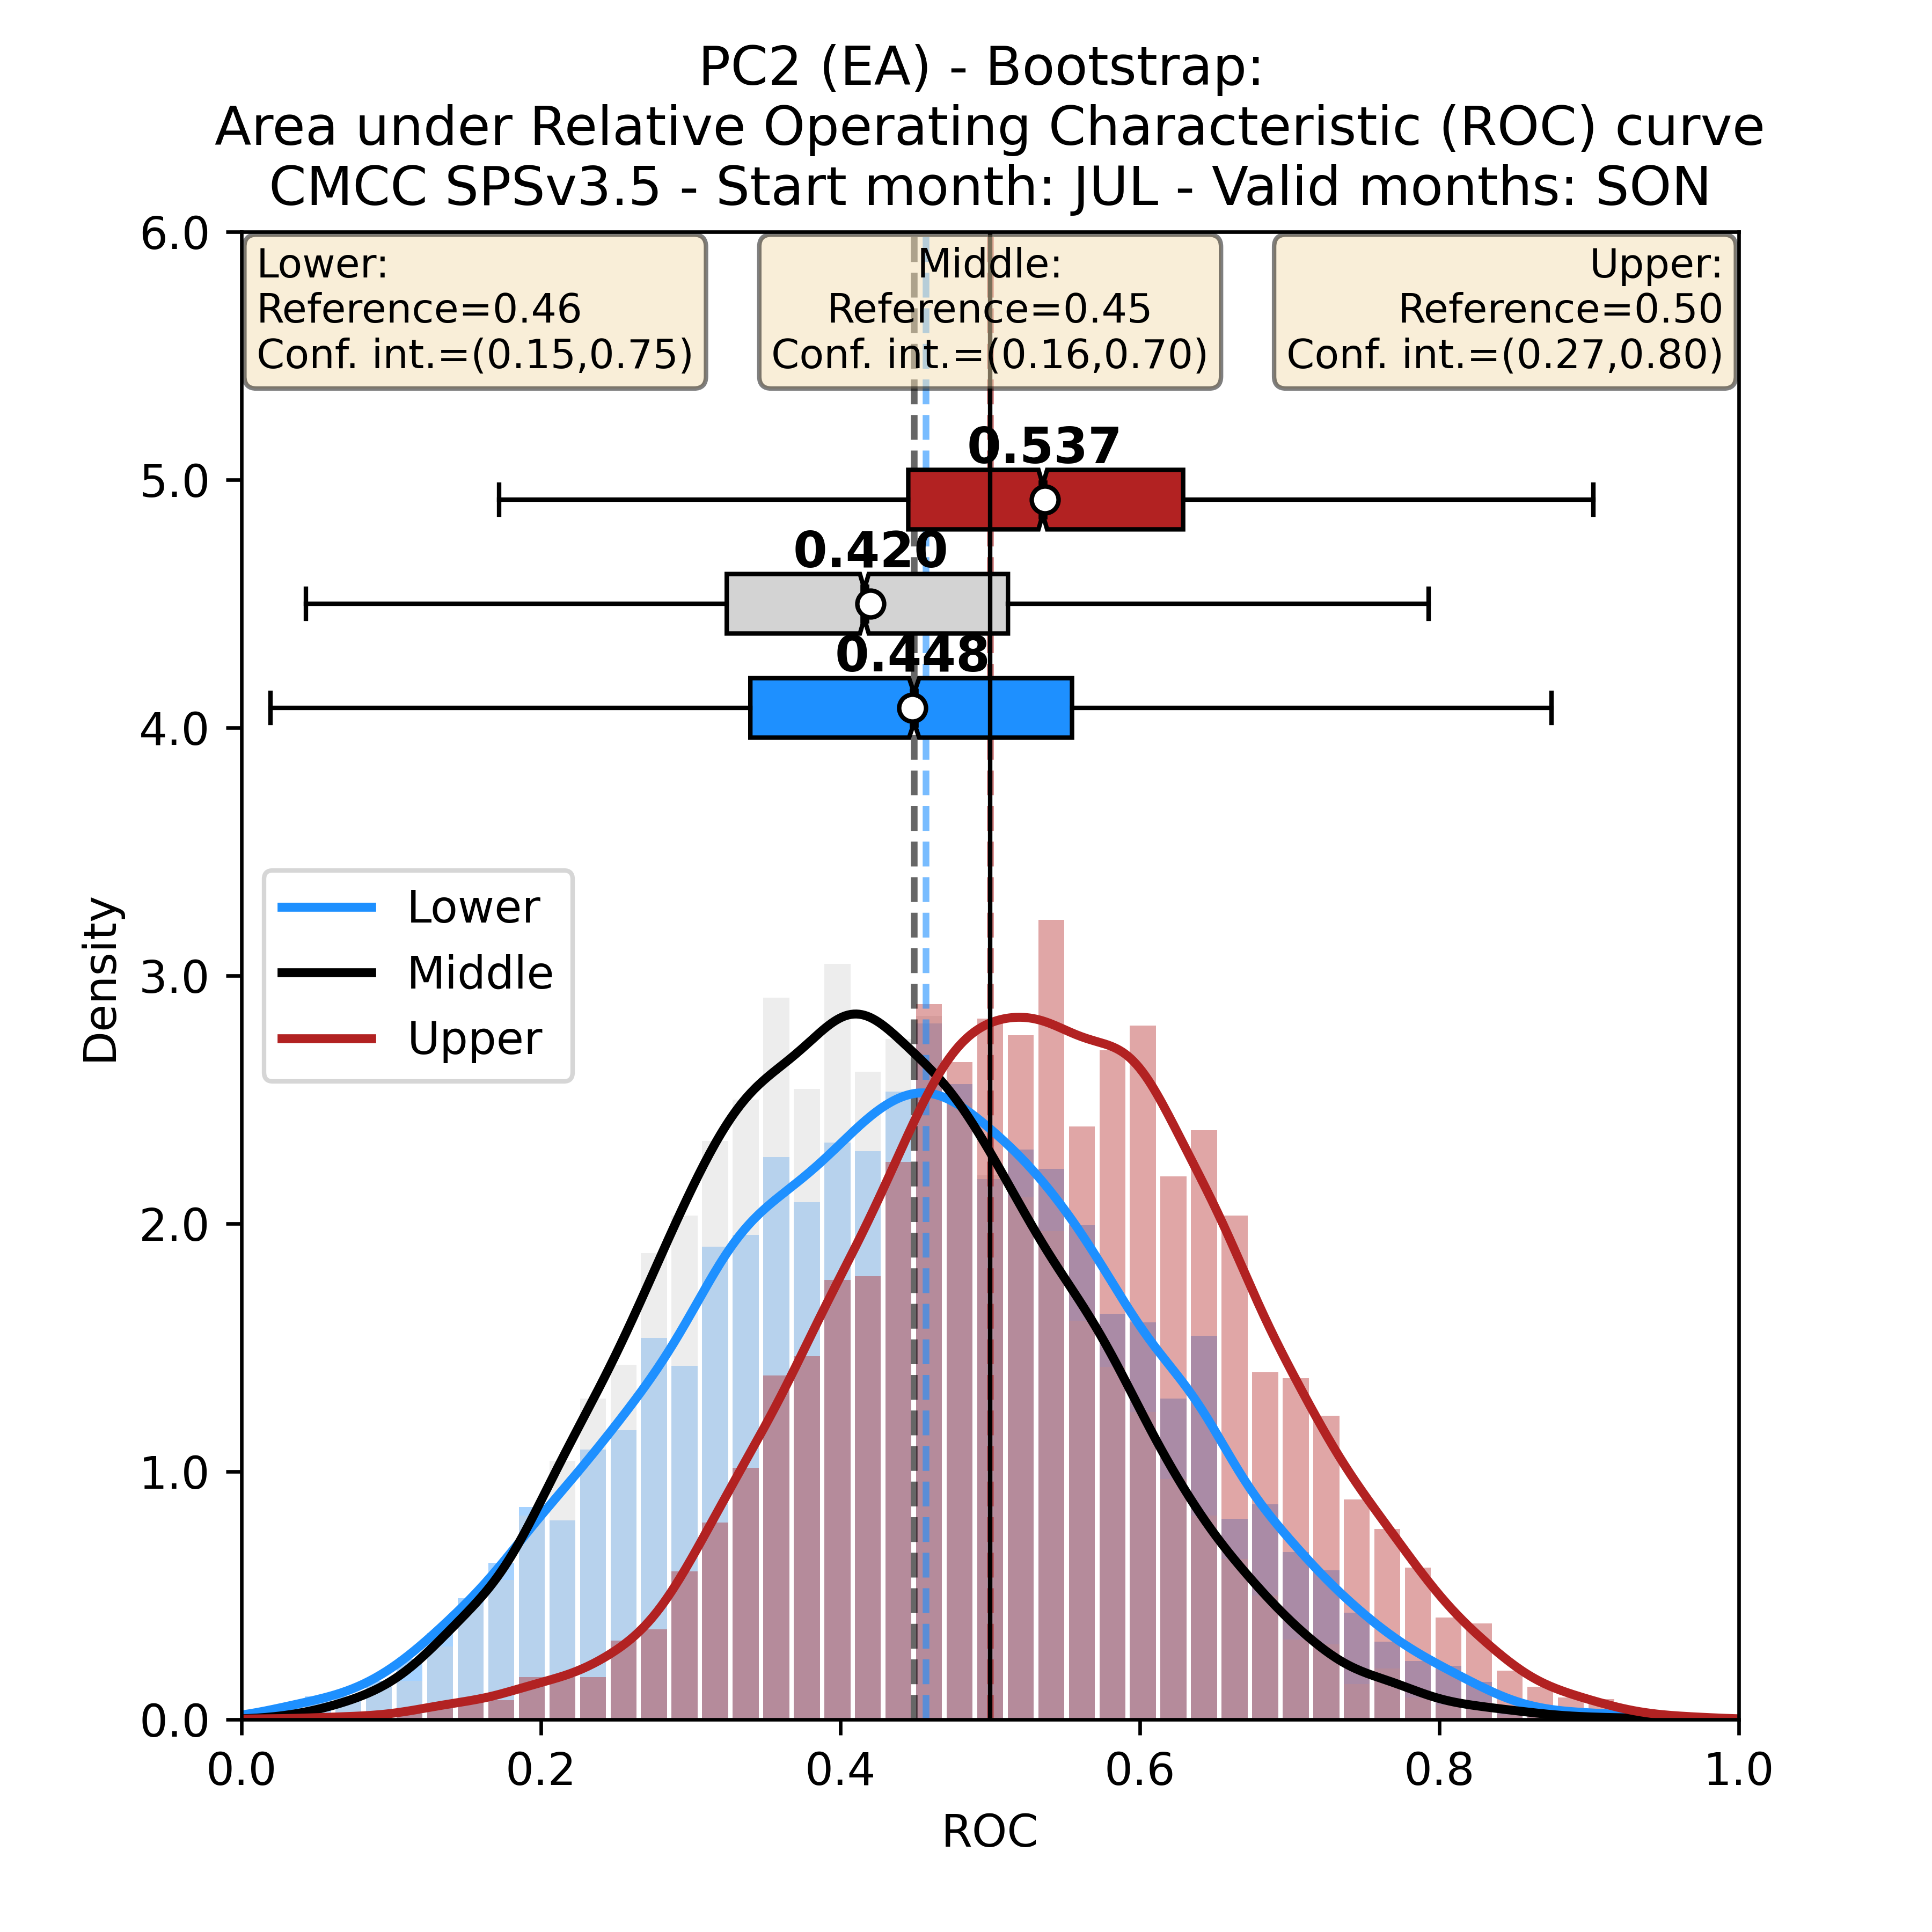 PC2 (EA) - Bootstrap:
Area under Relative Operating Characteristic (ROC) curve
CMCC SPSv3.5 - Start month: JUL - Valid months: SON
6.0
Lower:
Reference=0.46
Conf. int.=(0.15,0.75)
Middle:
Reference=0.45
Conf. int.=(0.16,0.70)
Upper:
Reference=0.50
Conf. int.=(0.27,0.80)
0.537
5.0
0.420
0.448
4.0
Lower
Middle
Upper
Density
3.0
2.0
1.0
0.0
0.0 0.2 0.4 0.6 0.8 1.0
ROC